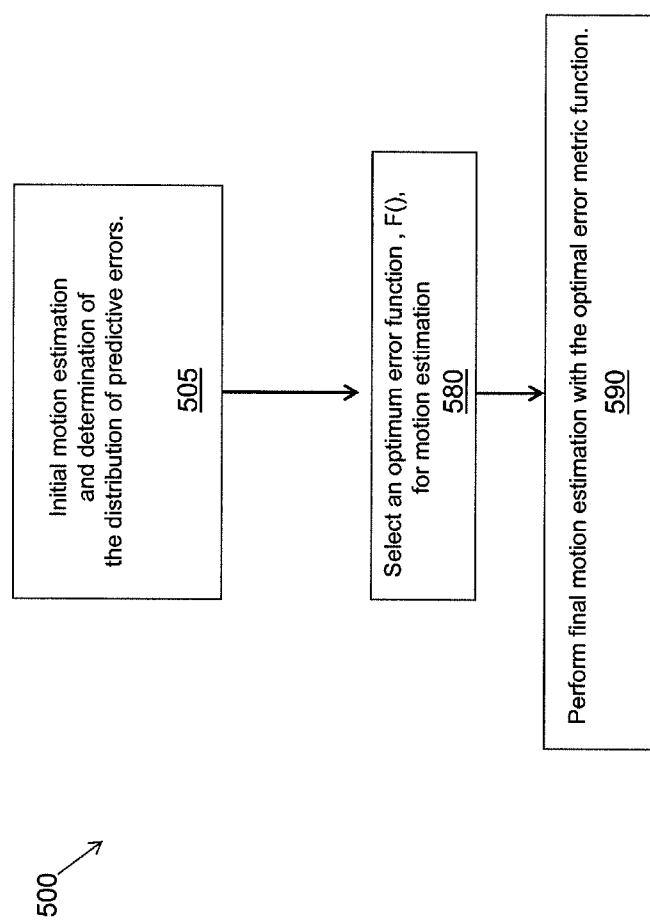 500
Initial motion estimation
and determination of
the distribution of predictive errors.
505
Select an optimum error function , F(),
for motion estimation
580
Perform final motion estimation with the optimal error metric function.
590